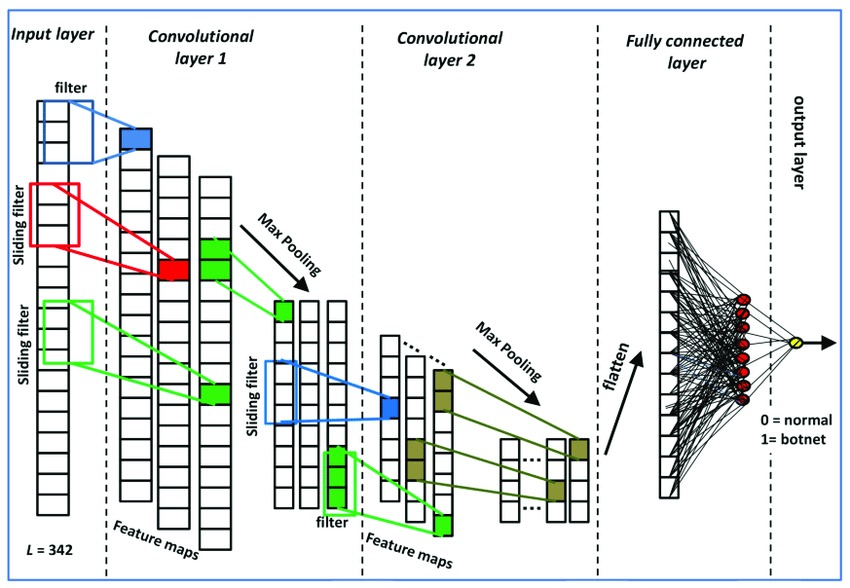 Input layer
Convolutional
layer 1
Convolutional
layer 2
Fully connected
layer
output layer
filter
Sliding filter
Sliding filter
Max Pooling
Sliding filter
filter
Max Pooling
flatten
0 = normal
1= botnet
Feature maps
Feature maps
L = 342